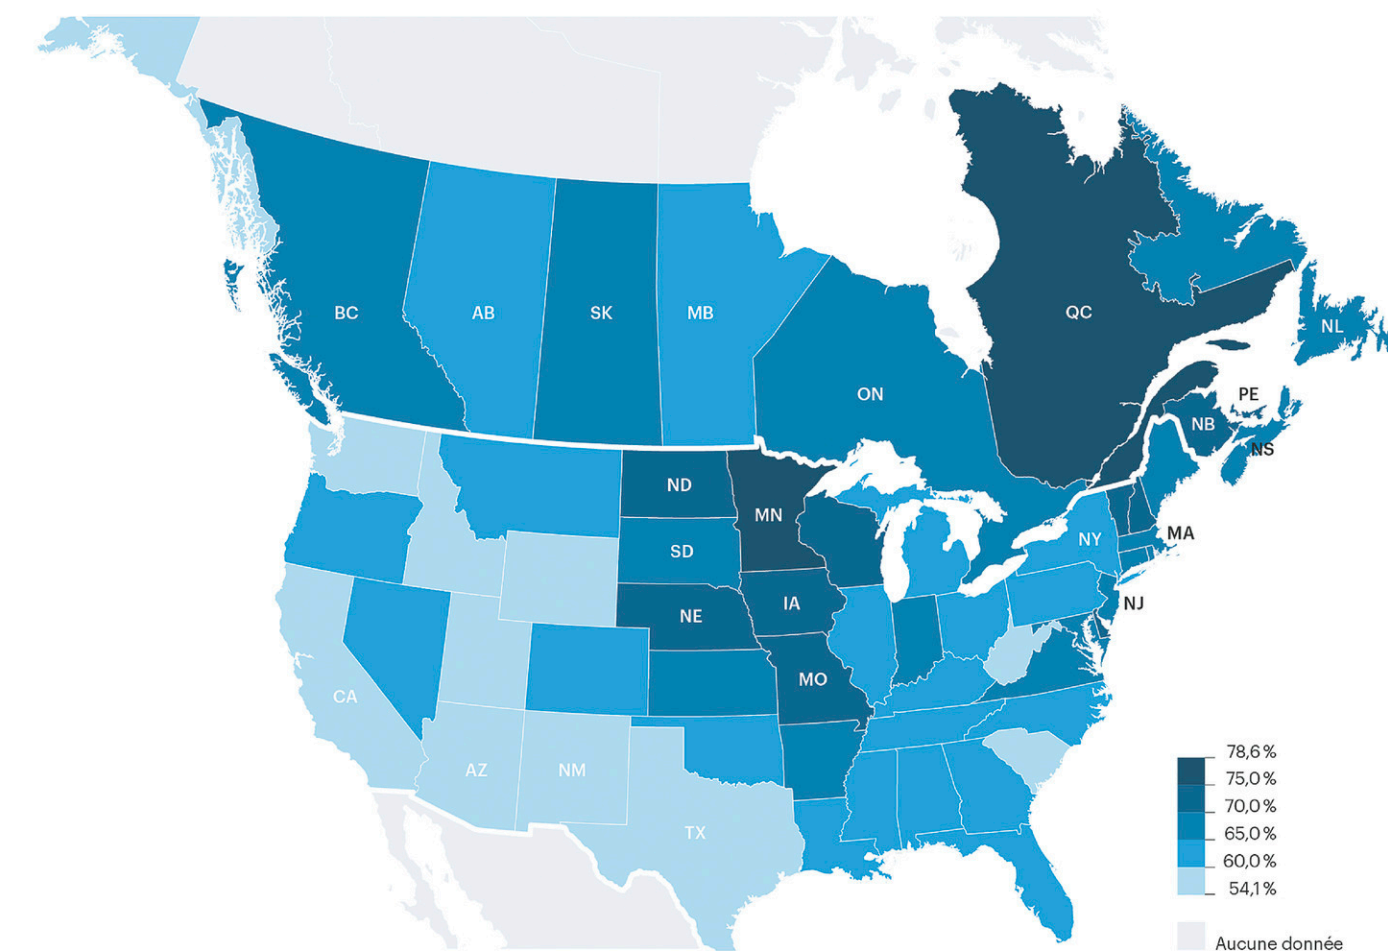 BC
AB
SK
MB
QC
NL
ON
PE
NB
NS
ND
MN
SD
NE
IA
MO
NY
MA
NJ
CA
AZ
NM
TX
78,6 %
75,0 %
70,0 %
65,0 %
60,0 %
54,1 %
Aucune donnée